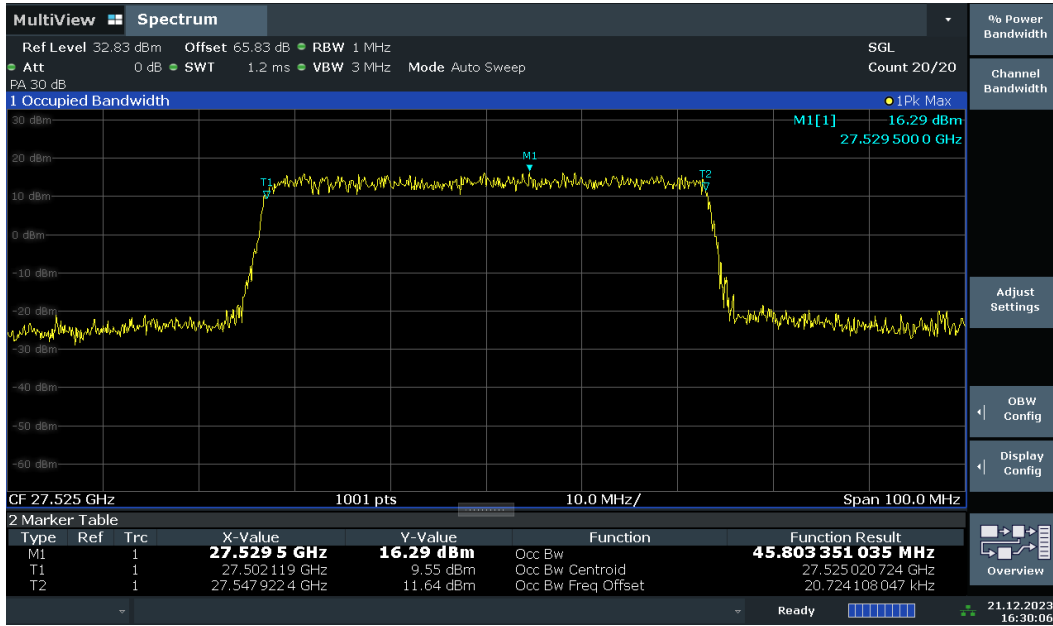 MultiView Spectrum
Ref Level 32.83 dBm Offset 65.83 dB RBW 1 MHz SGL
Att 0 dB SWT 1.2 ms VBW 3 MHz Mode Auto Sweep Count 20/20
PA 30 dB
1 Occupied Bandwidth 1Pk Max
30 dBm
M1[1] 16.29 dBm
27.529 500 0 GHz
20 dBm
M1
T1
T2
10 dBm
0 dBm
-10 dBm
-20 dBm
-30 dBm
-40 dBm
-50 dBm
-60 dBm
CF 27.525 GHz 1001 pts 10.0 MHz/ Span 100.0 MHz
2 Marker Table
Type Ref Trc X-Value Y-Value Function Function Result
M1 1 27.529 5 GHz 16.29 dBm Occ Bw 45.803 351 035 MHz
T1 1 27.502 119 GHz 9.55 dBm Occ Bw Centroid 27.525 020 724 GHz
T2 1 27.547 922 4 GHz 11.64 dBm Occ Bw Freq Offset 20.724 108 047 kHz
Ready
21.12.2023
16:30:06
% Power
Bandwidth
Channel
Bandwidth
Adjust
Settings
OBW
Config
Display
Config
Overview